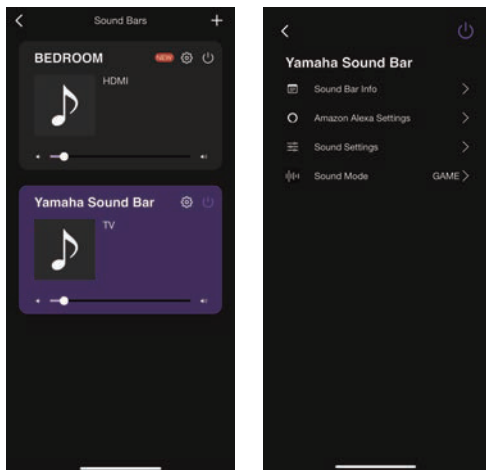 Sound Bars
BEDROOM NEW
HDMI
Yamaha Sound Bar
TV
Yamaha Sound Bar
Sound Bar Info
Amazon Alexa Settings
Sound Settings
Sound Mode GAME